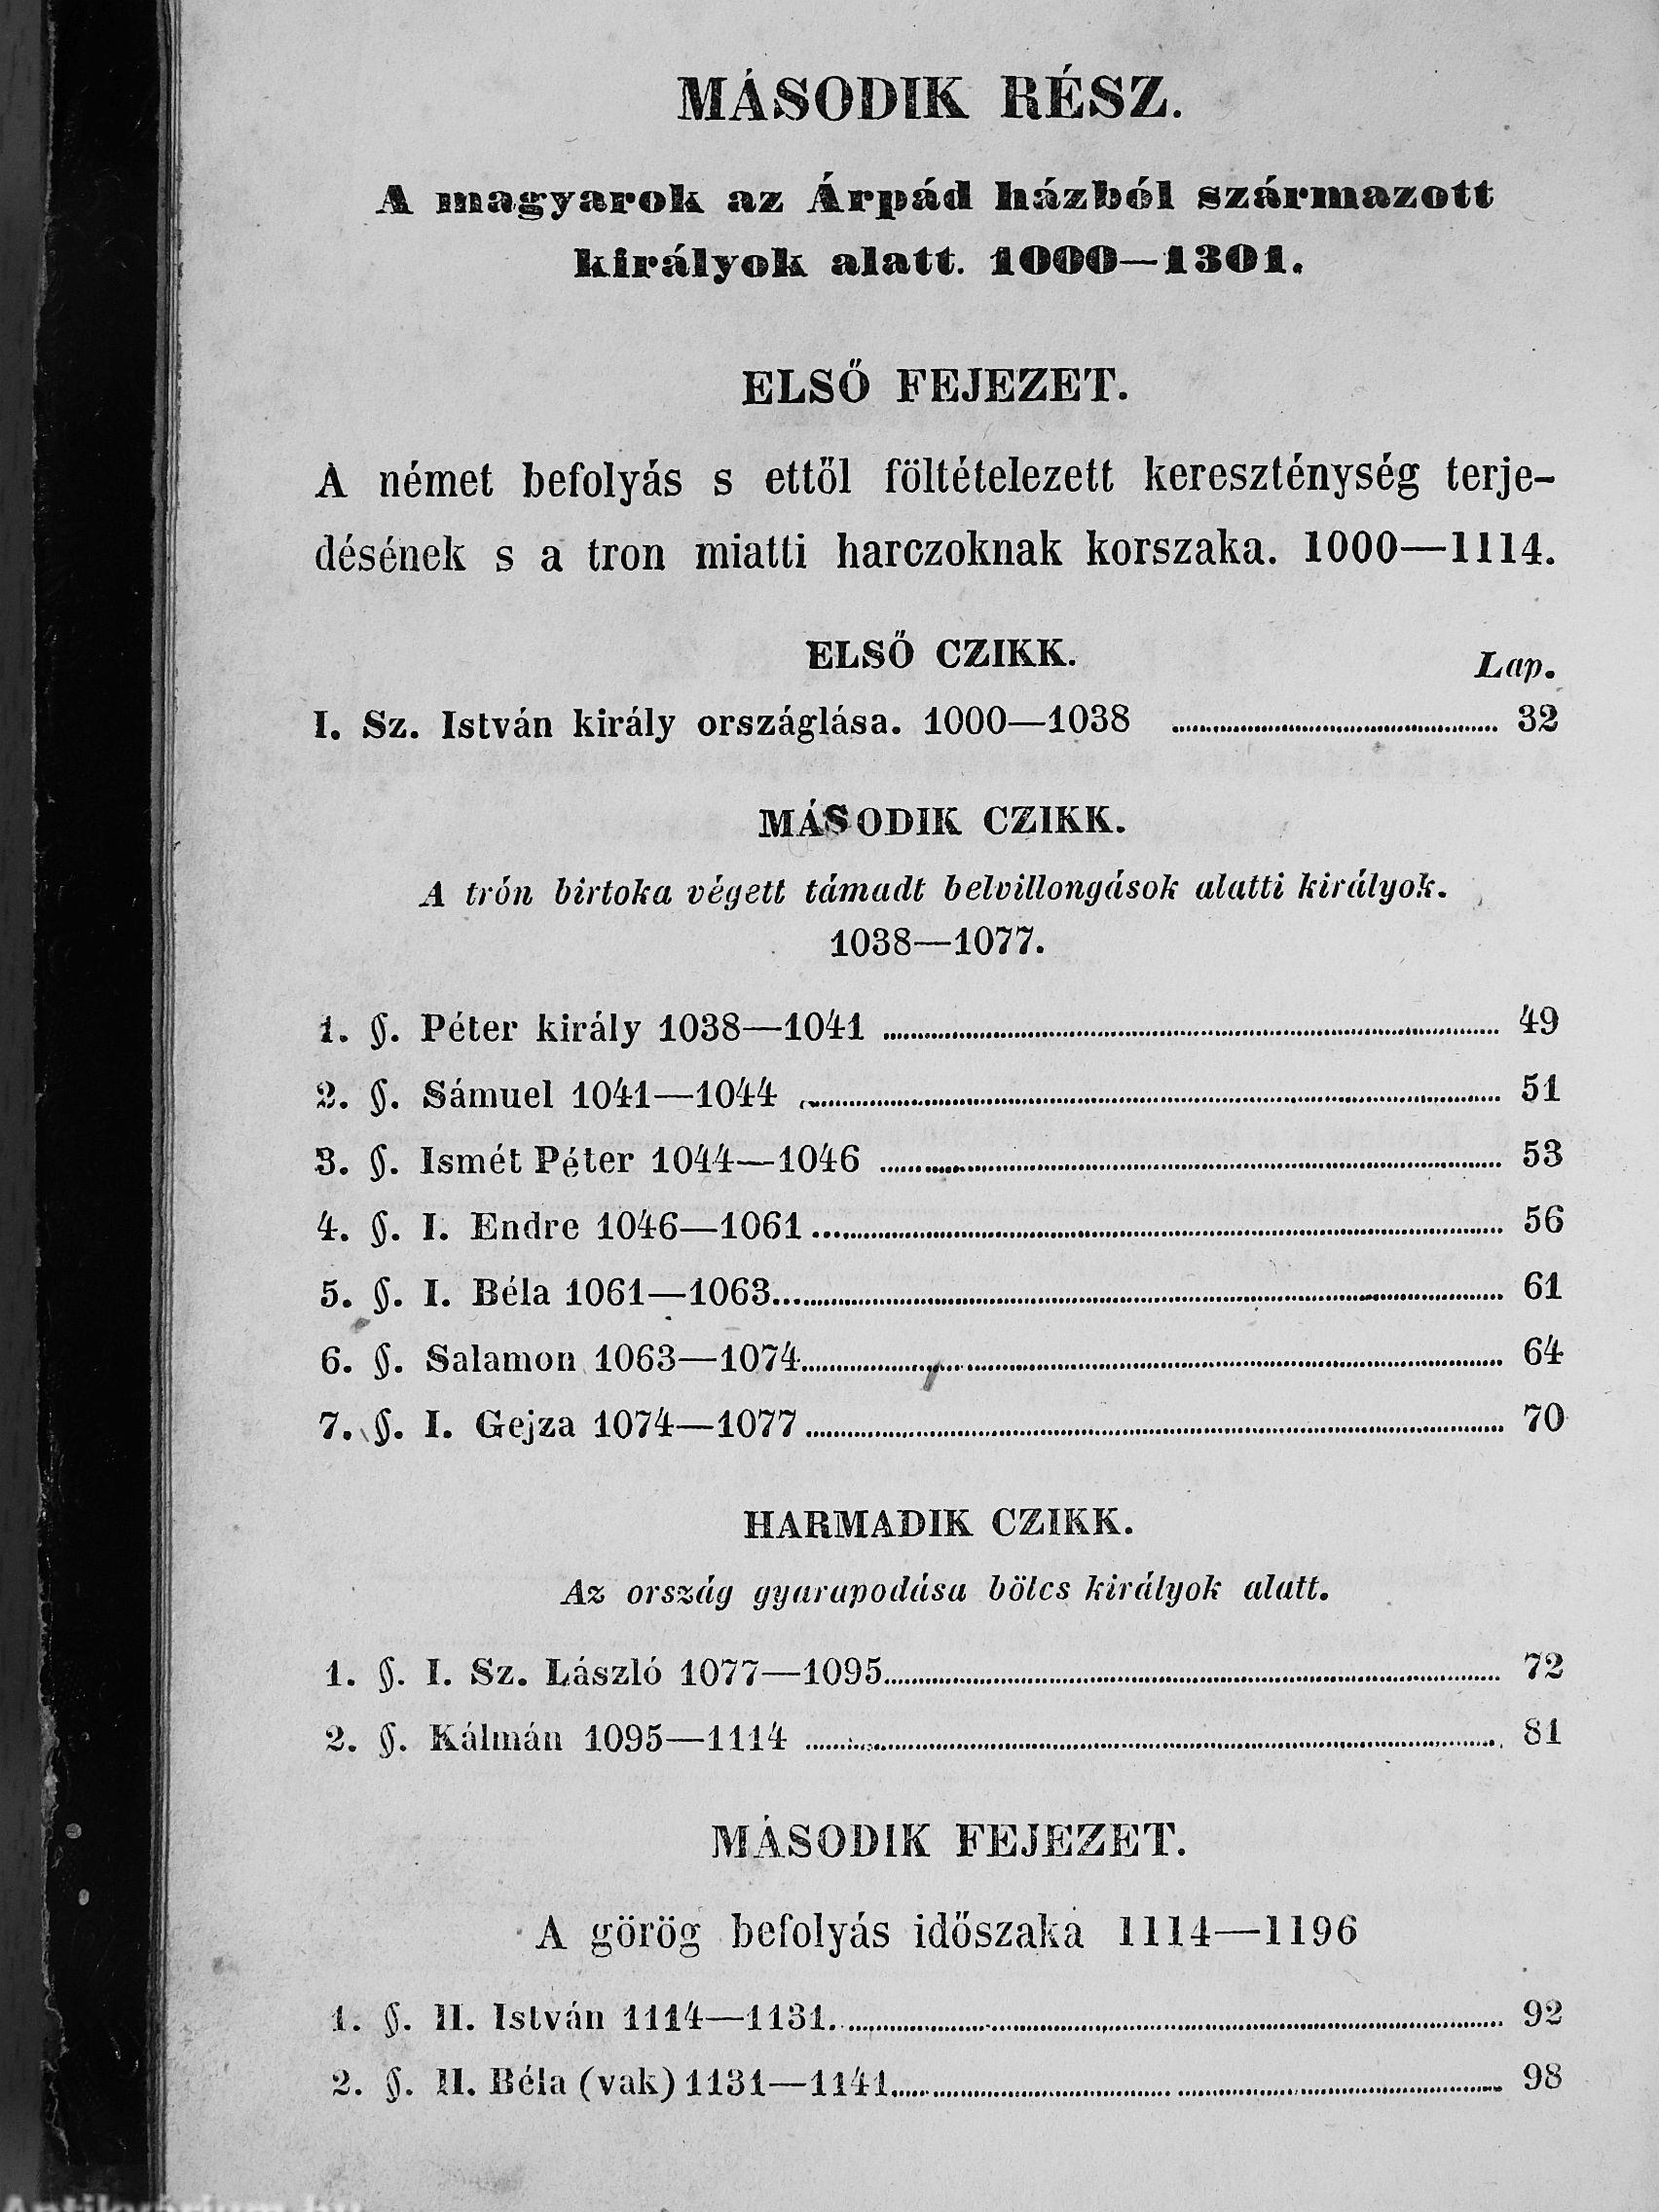 MÁSODIK RÉSZ.
A magyarok az Árpád házból származott
királyok alatt. 1000—1301.
ELSŐ FEJEZET.
A német befolyás s ettől föltételezett kereszténység terje-
désének s a tron miatti harczoknak korszaka. 1000—1114.
ELSŐ CZIKK.
Lap.
I. Sz. István király országlása. 1000—1038 ........ 32
MÁSODIK CZIKK.
A trón birtoka végett támadt belvillongások alatti királyok.
1038—1077.
1. §. Péter király 1038—1041 ........ 49
2. §. Sámuel 1041—1044 ........ 51
3. §. Ismét Péter 1044—1046 ........ 53
4. §. I. Endre 1046—1061 ........ 56
5. §. I. Béla 1061—1063 ........ 61
6. §. Salamon 1063—1074 ........ 64
7. §. I. Gejza 1074—1077 ........ 70
HARMADIK CZIKK.
Az ország gyarapodása bölcs királyok alatt.
1. §. I. Sz. László 1077—1095 ........ 72
2. §. Kálmán 1095—1114 ........ 81
MÁSODIK FEJEZET.
A görög befolyás időszaka 1114—1196
1. §. II. István 1114—1131. ........ 92
2. §. II. Béla (vak) 1131—1141 ........ 98